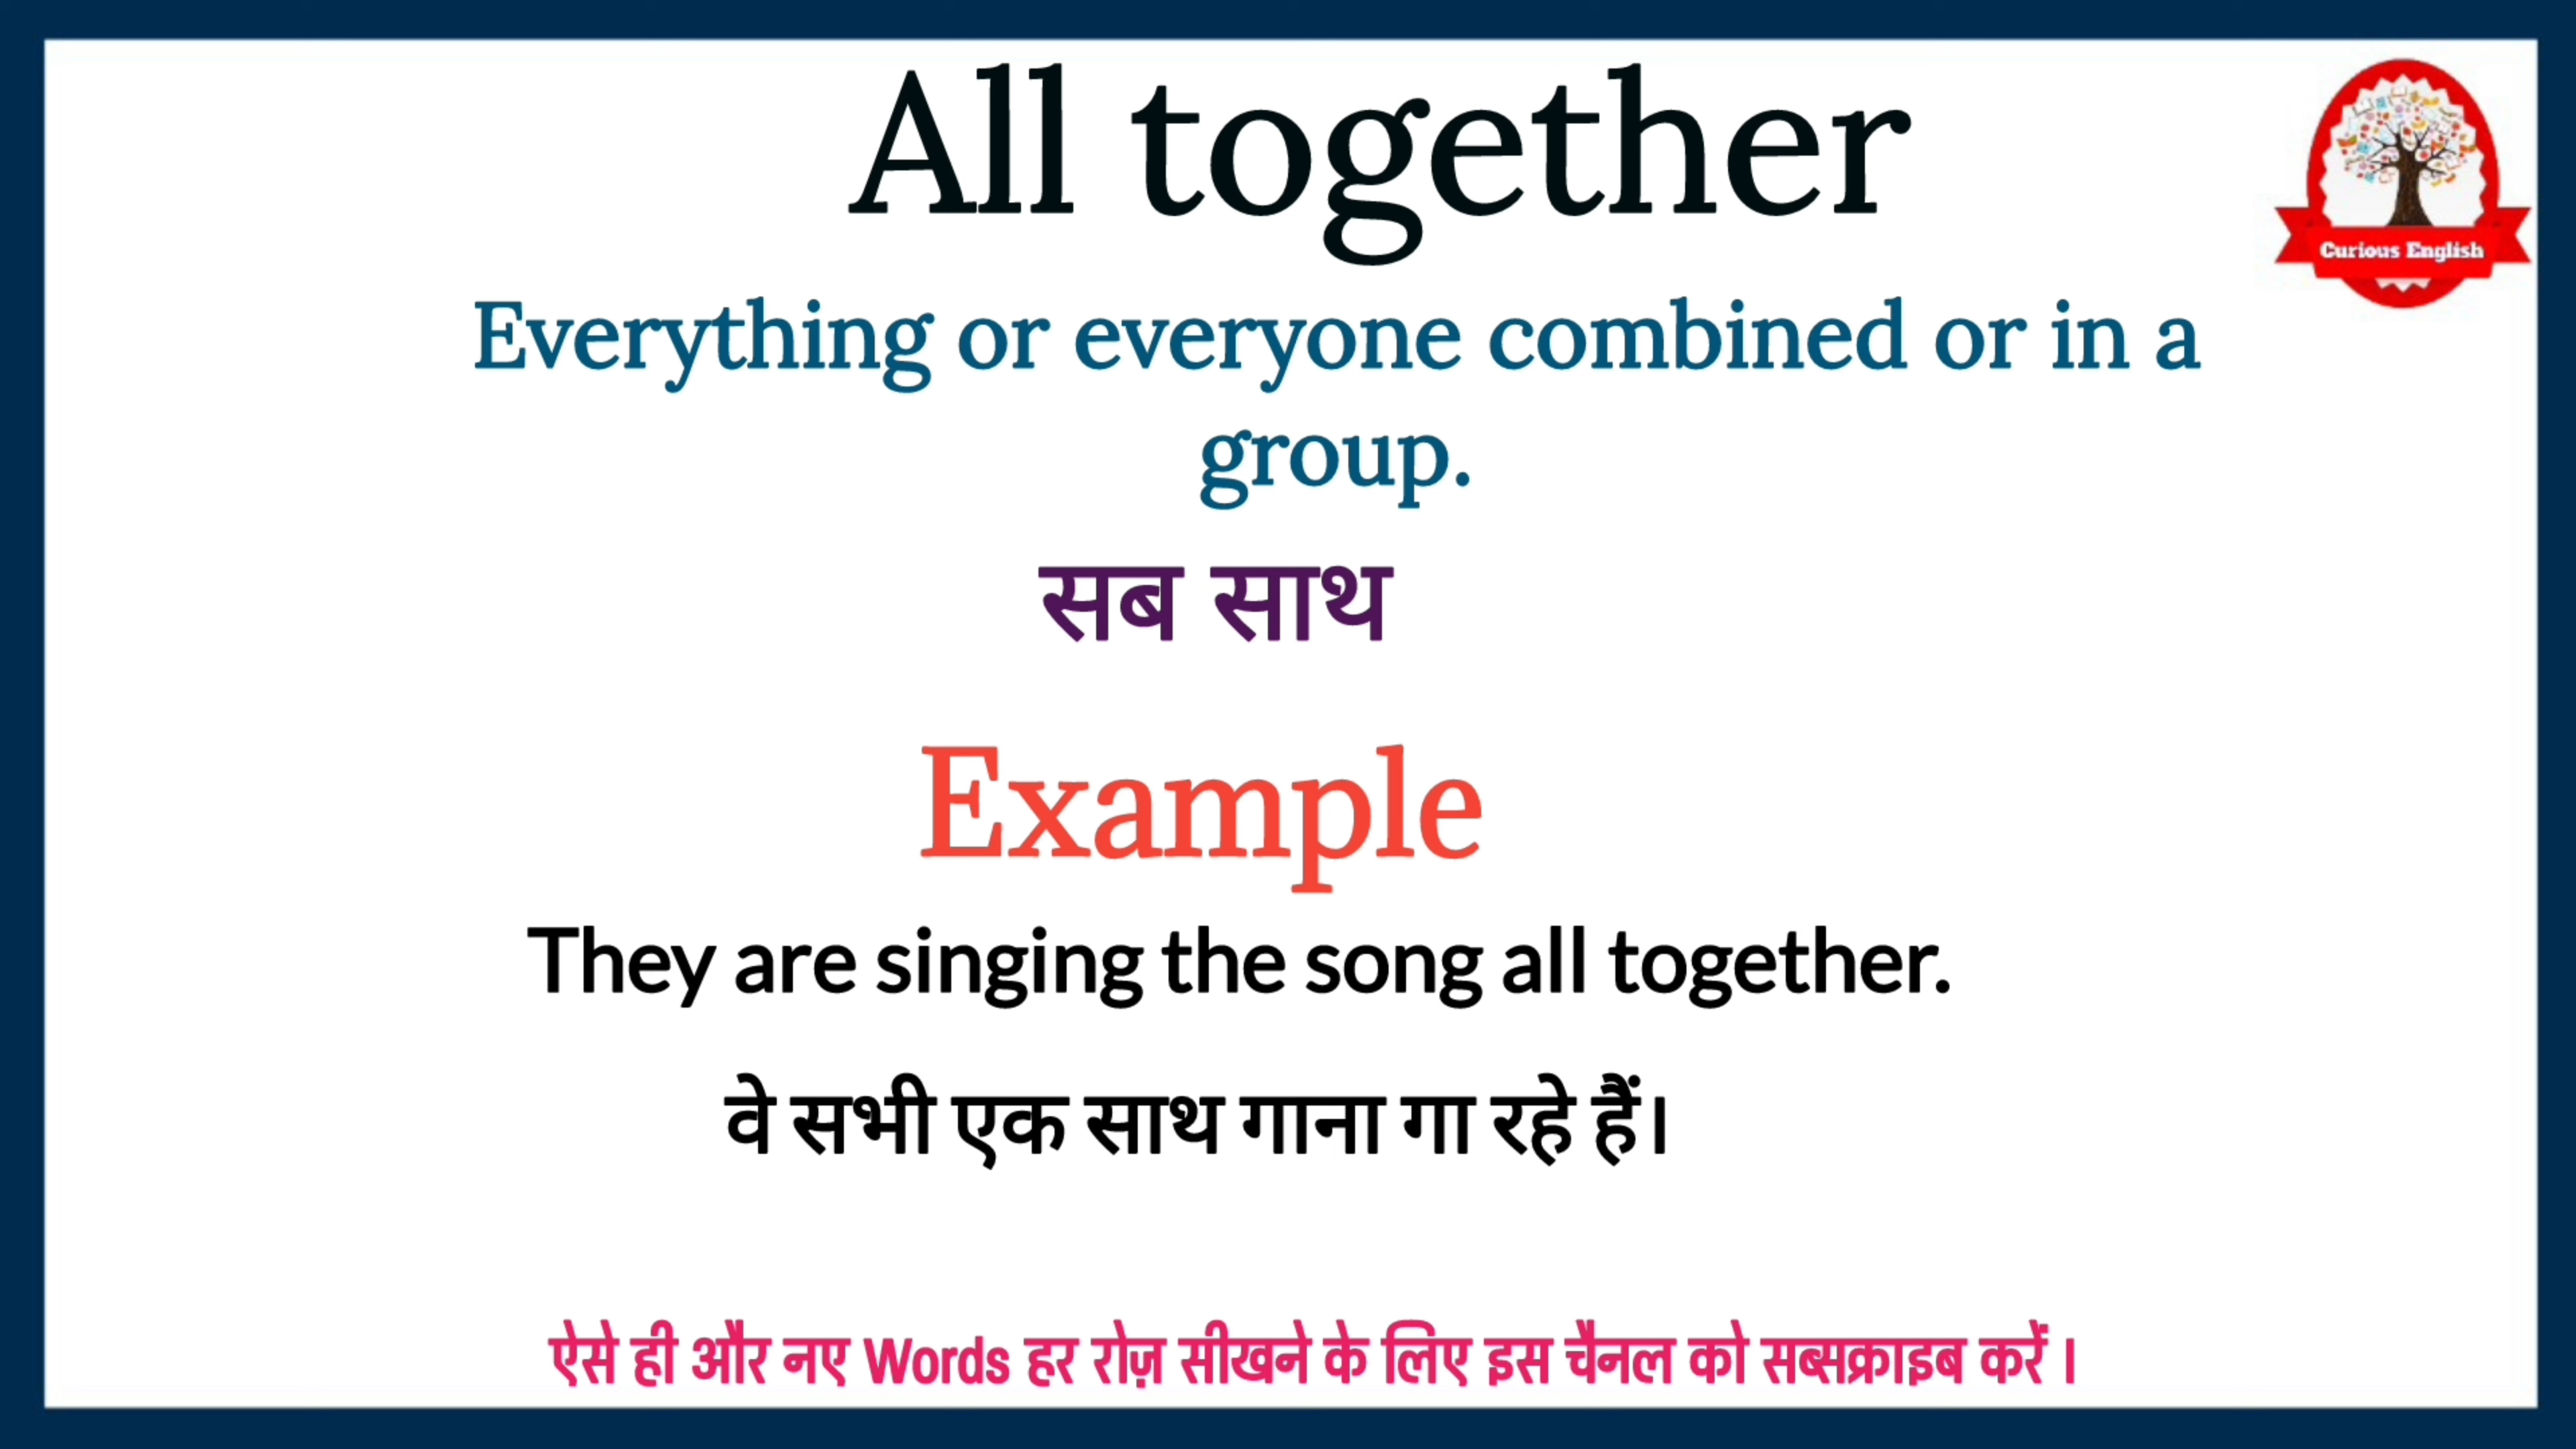 All together
Curious English
Everything or everyone combined or in a
group.
सब साथ
Example
They are singing the song all together.
वे सभी एक साथ गाना गा रहे हैं।
ऐसे ही और नए Words हर रोज़ सीखने के लिए इस चैनल को सब्सक्राइब करें ।